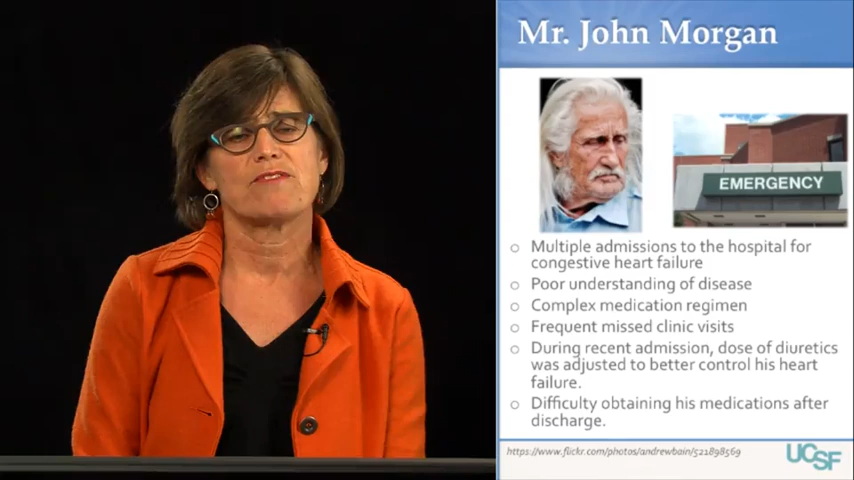 Mr. John Morgan
EMERGENCY
o Multiple admissions to the hospital for
congestive heart failure
o Poor understanding of disease
o Complex medication regimen
o Frequent missed clinic visits
o During recent admission, dose of diuretics
was adjusted to better control his heart
failure.
o Difficulty obtaining his medications after
discharge.
https://www.flickr.com/photos/andrewbain/521898569
UCSF